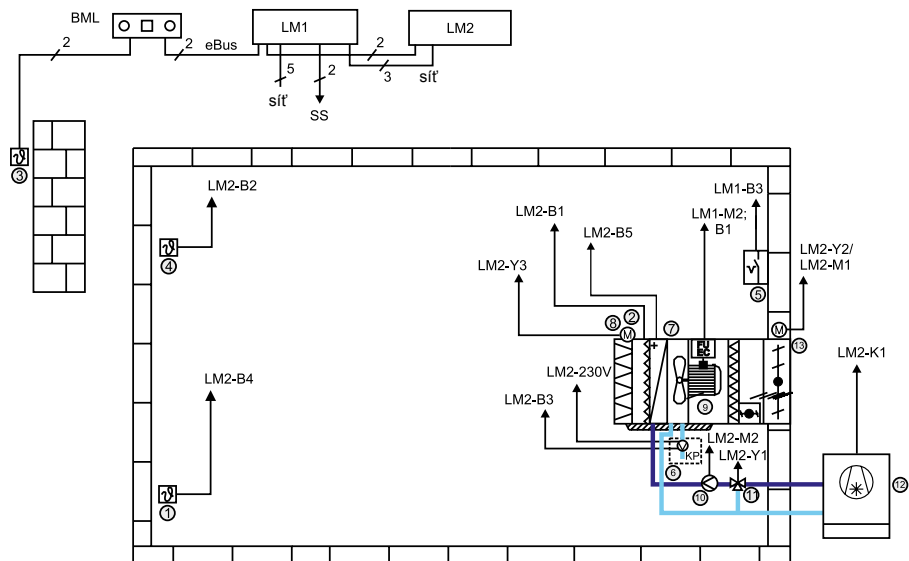 BML
LM1
LM2
2
2
eBus
5
2
2
3
síť
SS
síť
3
LM2-B2
4
LM2-B4
1
LM2-B1
LM2-B5
LM2-Y3
LM1-M2;
B1
LM1-B3
5
LM2-Y2/
LM2-M1
8
2
7
M
M
13
+
FU
EC
9
LM2-230V
LM2-B3
KP
6
LM2-M2
LM2-Y1
10
11
LM2-K1
12